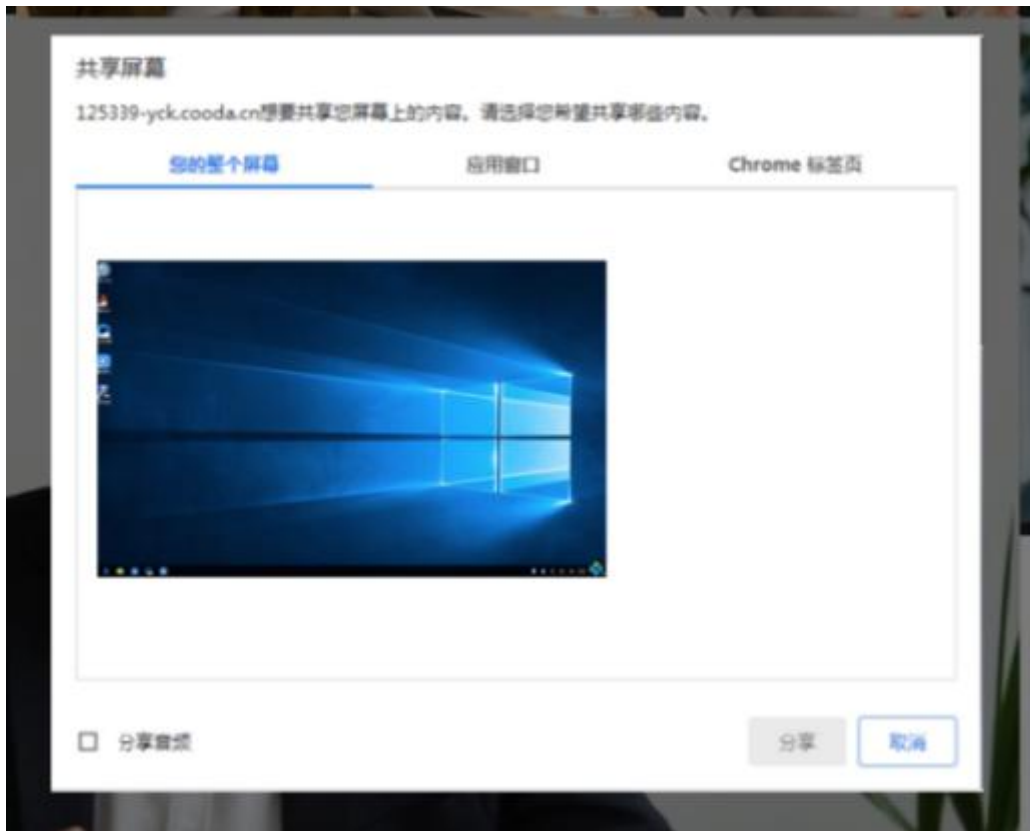 共享屏幕
125339-yck.cooda.cn想要共享您屏幕上的内容。请选择您希望共享哪些内容。
您的整个屏幕
应用窗口
Chrome 标签页
分享音频
分享
取消